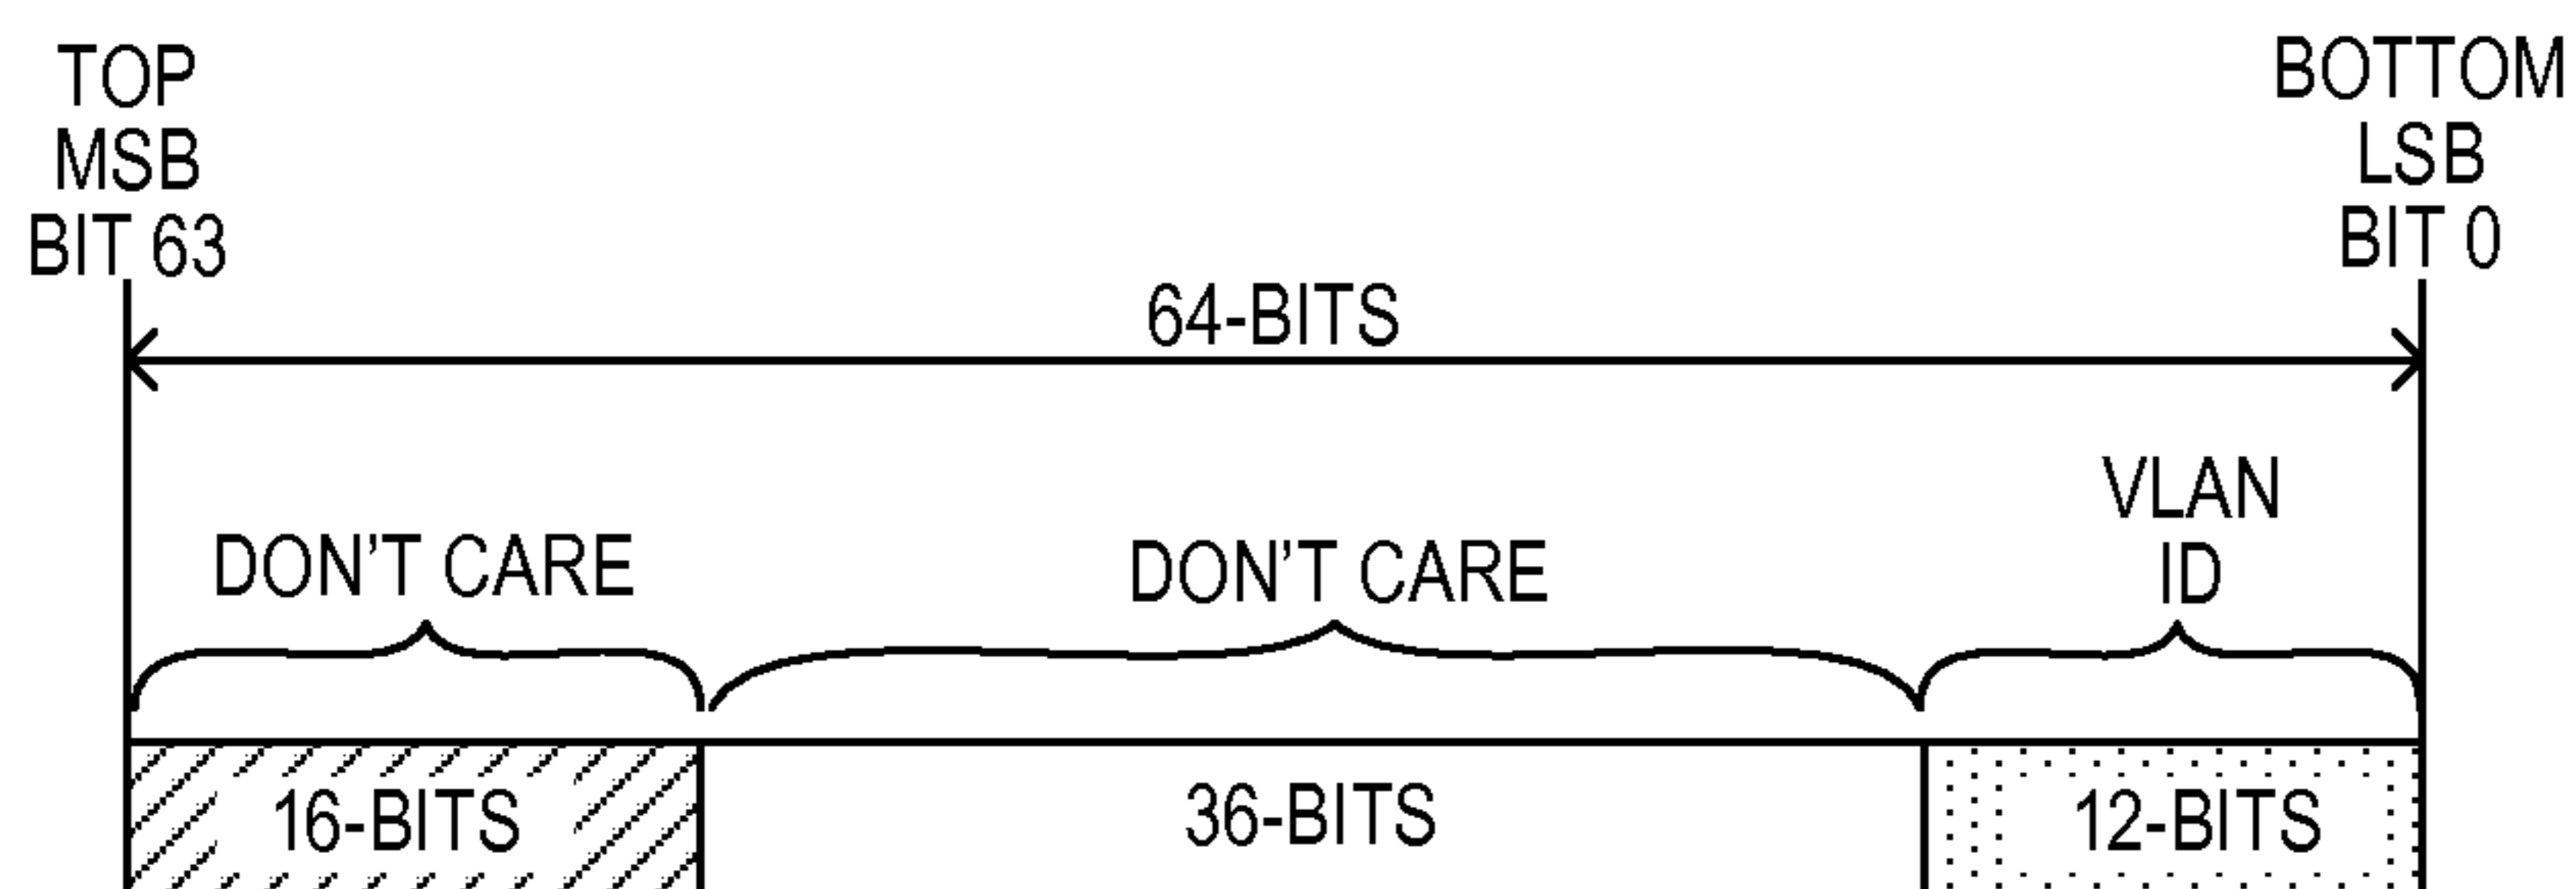 TOP
MSB
BIT 63
BOTTOM
LSB
BIT 0
64-BITS
DON'T CARE
DON'T CARE
VLAN
ID
16-BITS
36-BITS
12-BITS